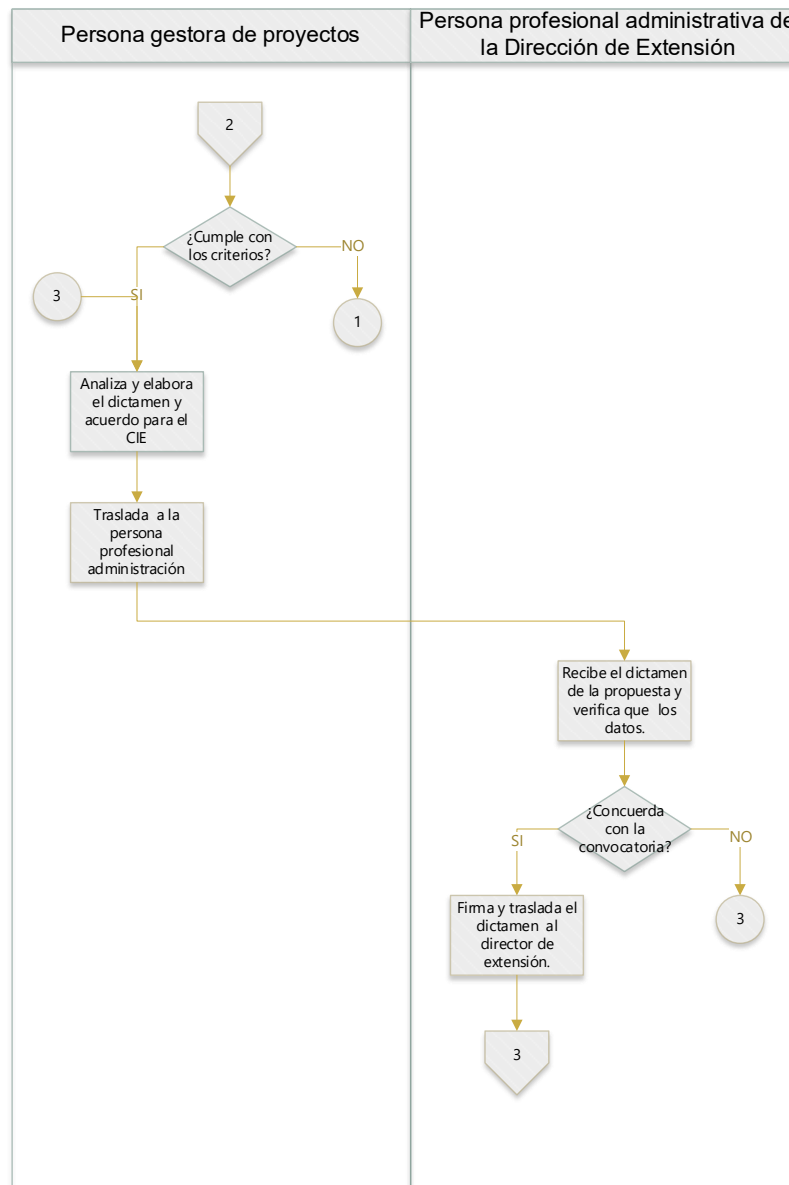 Persona gestora de proyectos
Persona profesional administrativa de
la Dirección de Extensión
2
¿Cumple con
los criterios?
NO
SI
3
1
Analiza y elabora
el dictamen y
acuerdo para el
CIE
Traslada a la
persona
profesional
administración
Recibe el dictamen
de la propuesta y
verifica que los
datos.
¿Concuerda
con la
convocatoria?
SI
NO
Firma y traslada el
dictamen al
director de
extensión.
3
3